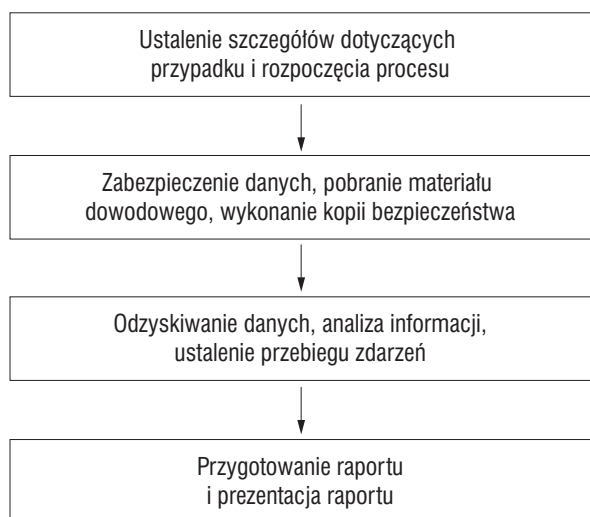 Ustalenie szczegółów dotyczących
przypadku i rozpoczęcia procesu
Zabezpieczenie danych, pobranie materiału
dowodowego, wykonanie kopii bezpieczeństwa
Odzyskiwanie danych, analiza informacji,
ustalenie przebiegu zdarzeń
Przygotowanie raportu
i prezentacja raportu